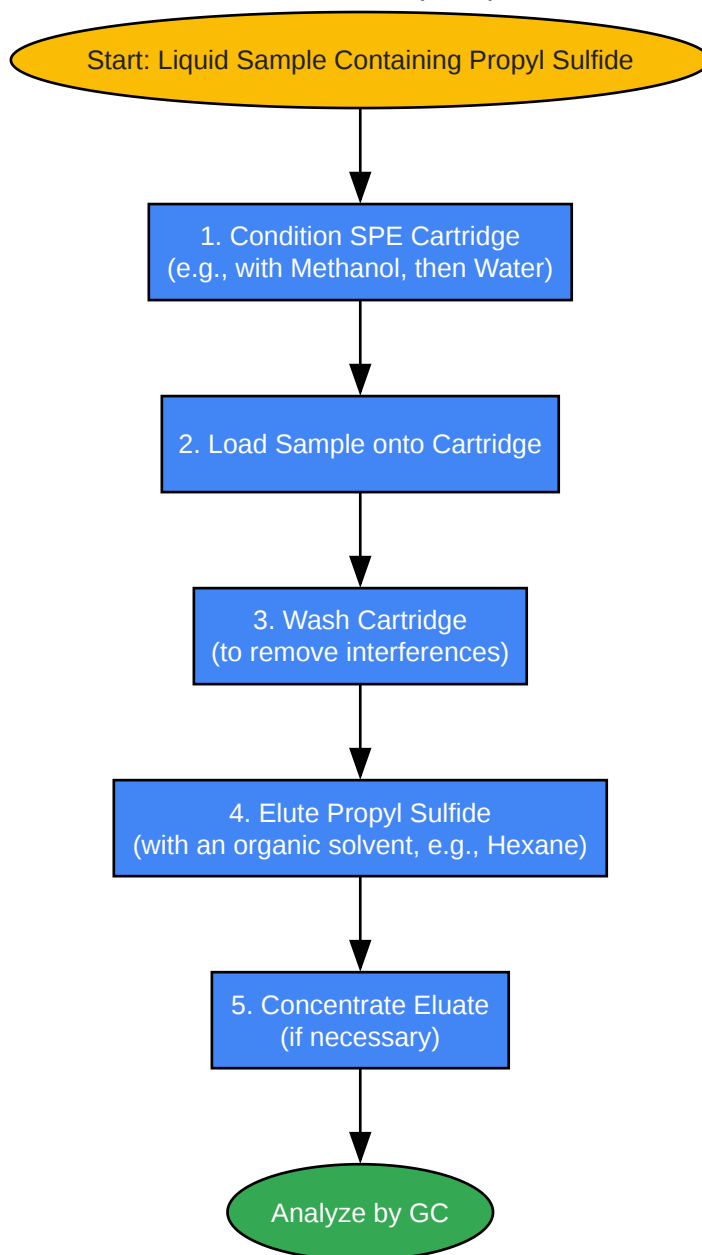 Start: Liquid Sample Containing Propyl Sulfide
1. Condition SPE Cartridge
(e.g., with Methanol, then Water)
2. Load Sample onto Cartridge
3. Wash Cartridge
(to remove interferences)
4. Elute Propyl Sulfide
(with an organic solvent, e.g., Hexane)
5. Concentrate Eluate
(if necessary)
Analyze by GC